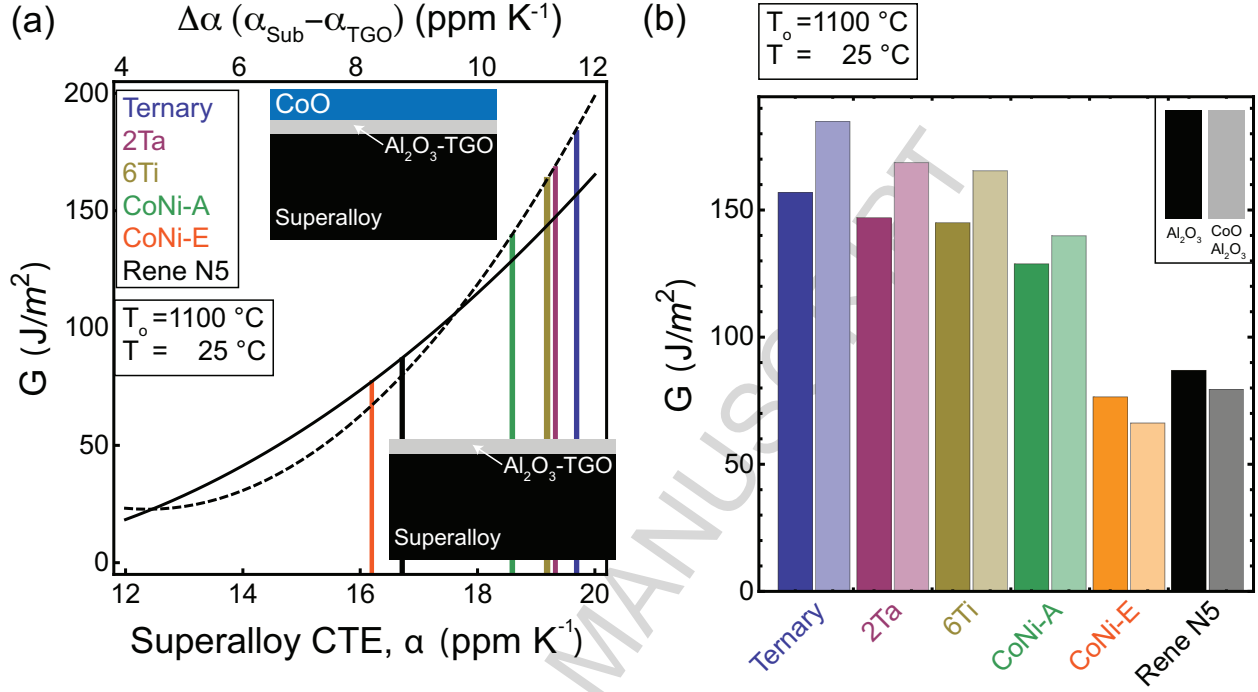 (a)
Δα (α_Sub−α_TGO) (ppm K⁻¹)
4 6 8 10 12
200
150
100
50
0
G (J/m²)
Ternary
2Ta
6Ti
CoNi-A
CoNi-E
Rene N5
T_o =1100 °C
T = 25 °C
CoO
Al₂O₃-TGO
Superalloy
Al₂O₃-TGO
Superalloy
12 14 16 18 20
Superalloy CTE, α (ppm K⁻¹)
(b)
T_o =1100 °C
T = 25 °C
150
100
50
0
G (J/m²)
Al₂O₃
CoO
Al₂O₃
Ternary
2Ta
6Ti
CoNi-A
CoNi-E
Rene N5
MANUSCRIPT